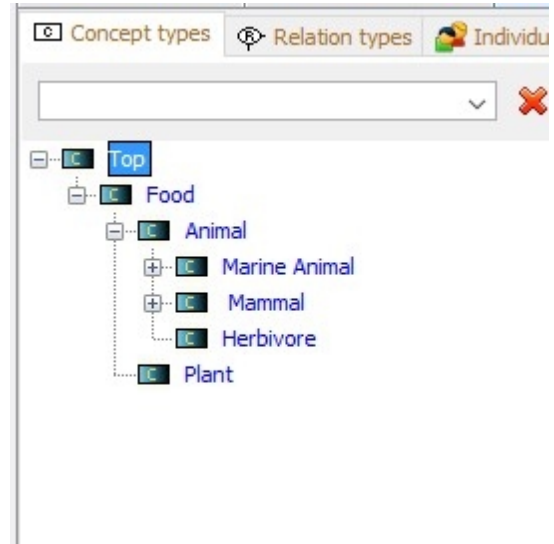 Concept types Relation types Individu
Top
Food
Animal
Marine Animal
Mammal
Herbivore
Plant